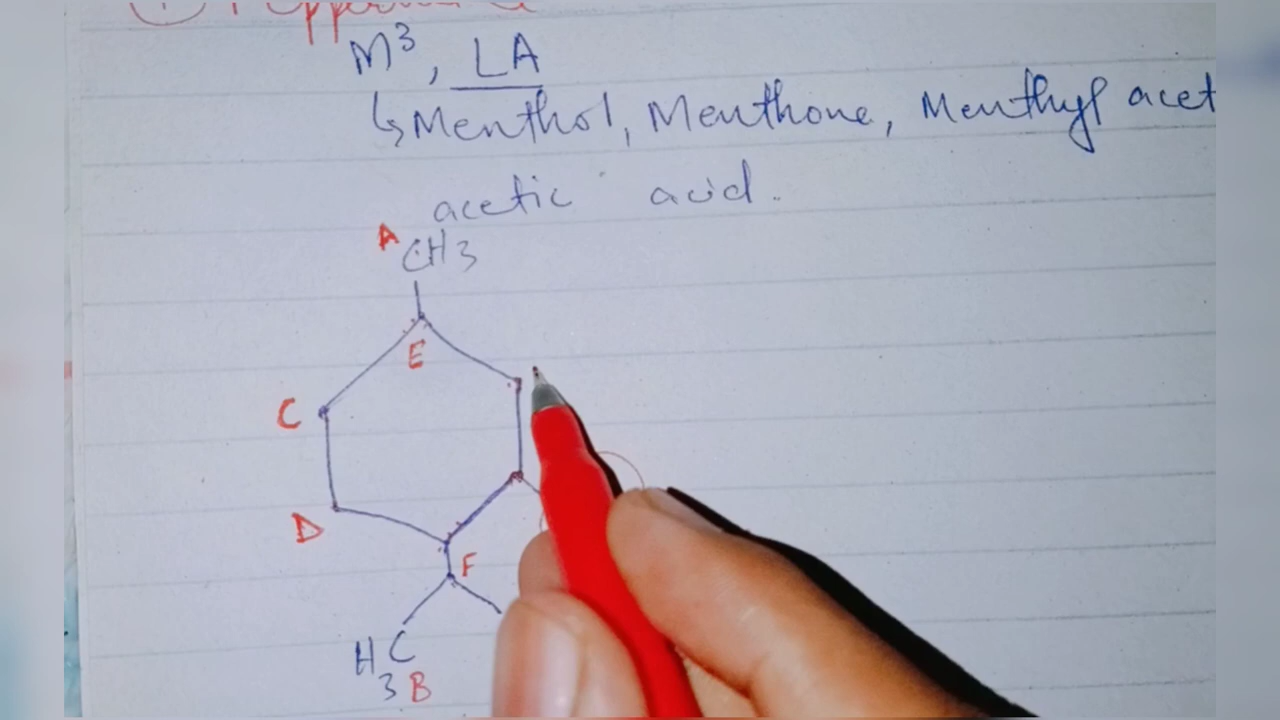 M³, LA
↳ Menthol, Menthone, Menthyl acet
acetic acid.
A
CH3
E
C
D
F
H3C
B